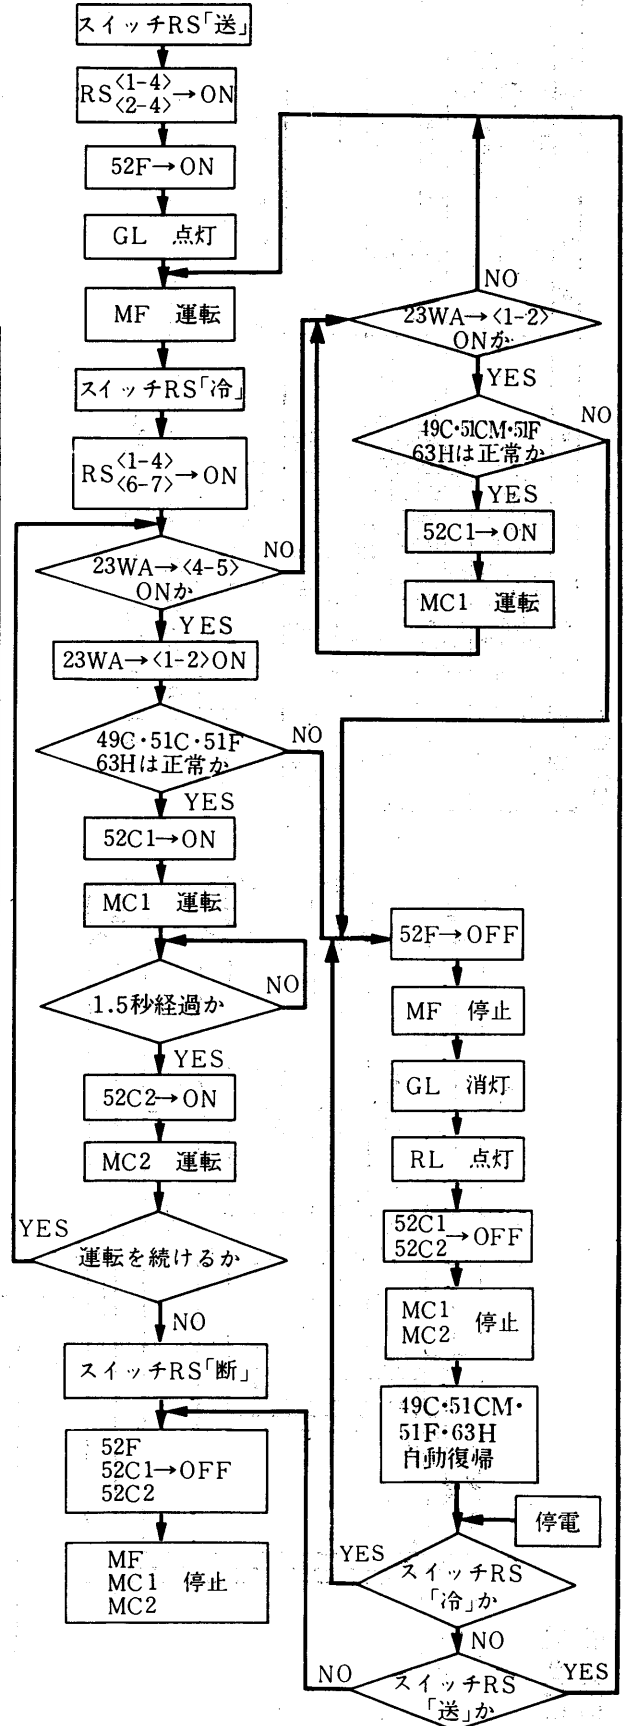 スイッチRS「送」
RS<1-4><2-4>→ON
52F→ON
GL 点灯
MF 運転
スイッチRS「冷」
RS<1-4><6-7>→ON
23WA→<4-5>
ONか
NO
YES
23WA→<1-2>ON
49C・51C・51F
63Hは正常か
NO
YES
52C1→ON
MC1 運転
1.5秒経過か
NO
YES
52C2→ON
MC2 運転
運転を続けるか
YES
NO
スイッチRS「断」
52F
52C1→OFF
52C2
MF
MC1 停止
MC2
NO
23WA→<1-2>
ONか
YES
49C・51CM・51F
63Hは正常か
NO
YES
52C1→ON
MC1 運転
52F→OFF
MF 停止
GL 消灯
RL 点灯
52C1
52C2→OFF
MC1
MC2 停止
49C・51CM・
51F・63H
自動復帰
停電
スイッチRS
「冷」か
YES
NO
スイッチRS
「送」か
NO
YES